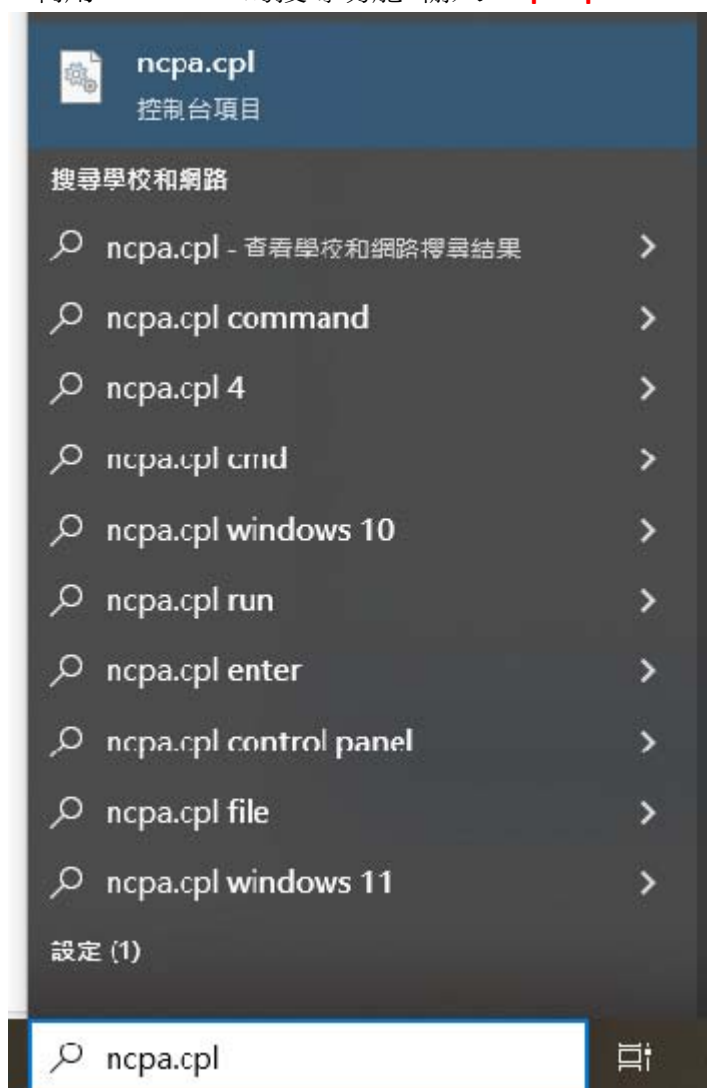 ncpa.cpl
控制台項目
搜尋學校和網路
ncpa.cpl - 查看學校和網路搜尋結果
ncpa.cpl command
ncpa.cpl 4
ncpa.cpl cmd
ncpa.cpl windows 10
ncpa.cpl run
ncpa.cpl enter
ncpa.cpl control panel
ncpa.cpl file
ncpa.cpl windows 11
設定 (1)
ncpa.cpl